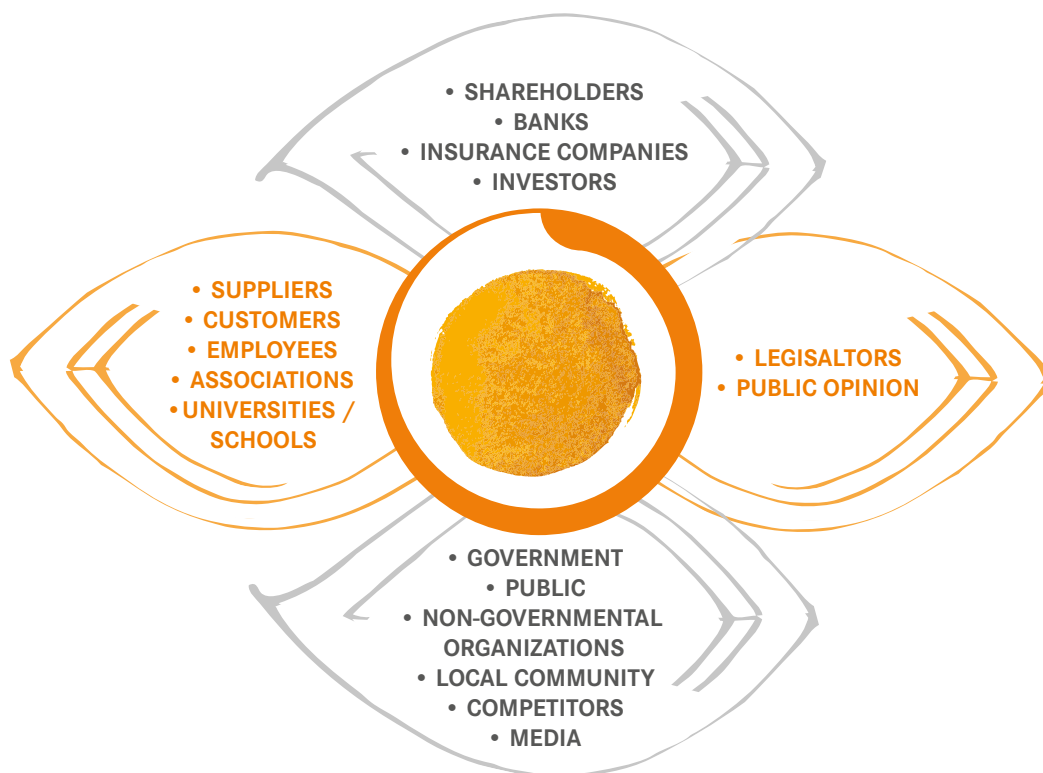 • SHAREHOLDERS
• BANKS
• INSURANCE COMPANIES
• INVESTORS
• SUPPLIERS
• CUSTOMERS
• EMPLOYEES
• ASSOCIATIONS
• UNIVERSITIES /
SCHOOLS
• LEGISALTORS
• PUBLIC OPINION
• GOVERNMENT
• PUBLIC
• NON-GOVERNMENTAL
ORGANIZATIONS
• LOCAL COMMUNITY
• COMPETITORS
• MEDIA